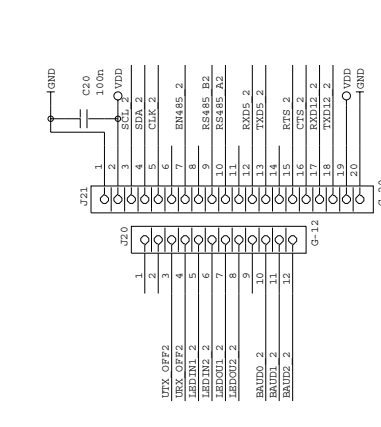 GND
C20
100n
VDD
SCL_2
SDA_2
CLK_2
EN485_2
RS485_B2
RS485_A2
RXD5_2
TXD5_2
RTS_2
CTS_2
RXD12_2
TXD12_2
VDD
GND
1
2
3
4
5
6
7
8
9
10
11
12
13
14
15
16
17
18
19
20
J21
J20
G-12
1
2
3
4
5
6
7
8
9
10
11
12
UTX_OFF2
URX_OFF2
LEDIN1_2
LEDIN2_2
LEDOU1_2
LEDOU2_2
BAUD0_2
BAUD1_2
BAUD2_2